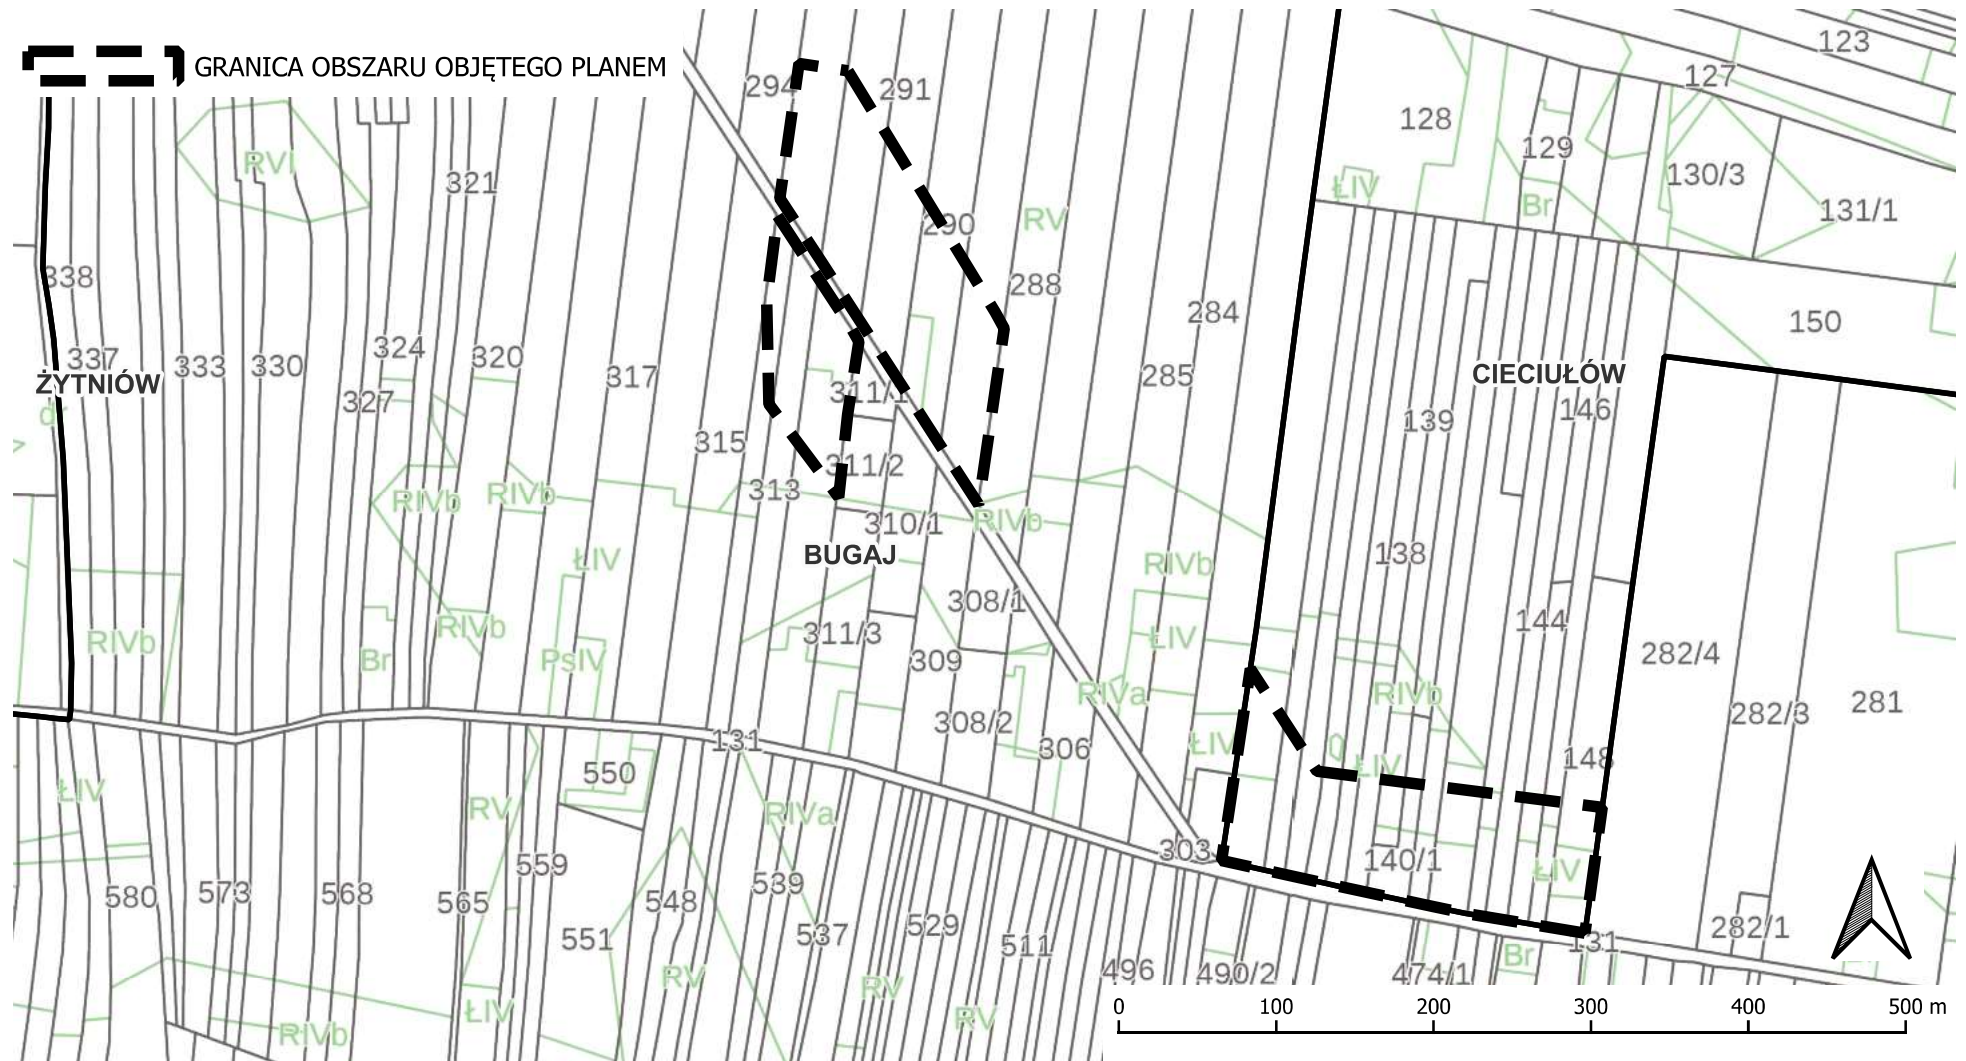 GRANICA OBSZARU OBJĘTEGO PLANEM
294
291
123
127
128
129
RVI
321
130/3
ŁIV
Br
131/1
290
RV
338
288
284
150
337
333
330
324
320
317
285
ŻYTNIÓW
CIECIUŁÓW
327
311/1
139
146
dr
315
311/2
313
RIVb
RIVb
310/1
RIVb
BUGAJ
138
ŁIV
RIVb
308/1
144
RIVb
RIVb
311/3
ŁIV
Br
PsIV
309
282/4
RIVa
RIVb
308/2
282/3
281
131
306
ŁIV
148
550
ŁIV
ŁIV
RV
RIVa
303
140/1
559
ŁIV
580
573
568
565
548
539
551
537
529
511
282/1
131
Br
496
490/2
474/1
RV
RV
RV
ŁIV
RIVb
0 100 200 300 400 500 m